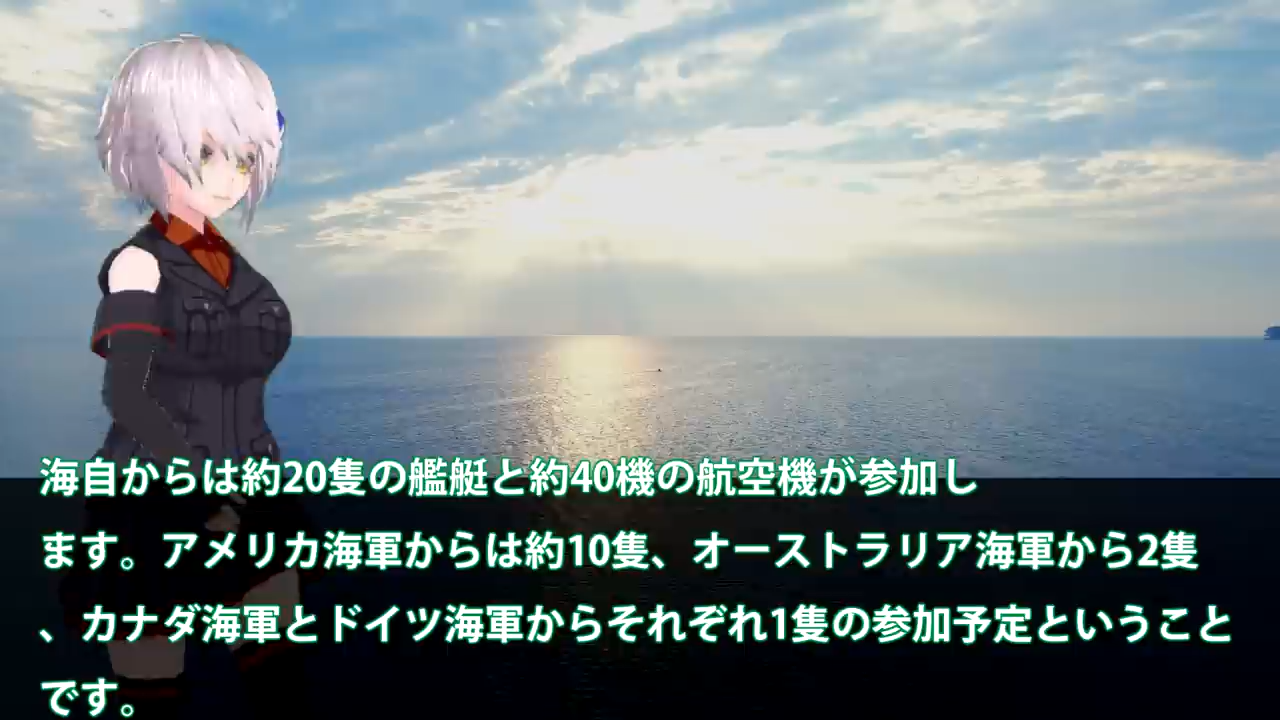 海自からは約20隻の艦艇と約40機の航空機が参加し
ます。アメリカ海軍からは約10隻、オーストラリア海軍から2隻
、カナダ海軍とドイツ海軍からそれぞれ1隻の参加予定ということ
です。